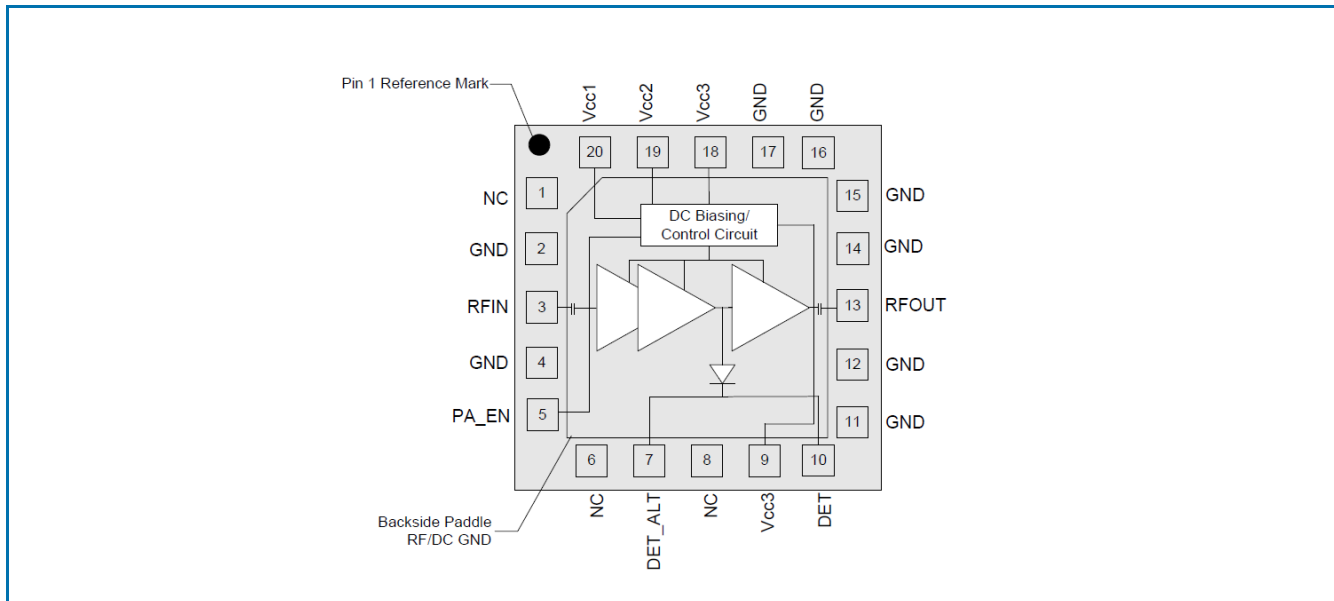 Pin 1 Reference Mark
Vcc1
Vcc2
Vcc3
GND
GND
20
19
18
17
16
NC
1
15
GND
DC Biasing/
Control Circuit
GND
2
14
GND
RFIN
3
13
RFOUT
GND
4
12
GND
PA_EN
5
11
GND
6
7
8
9
10
NC
DET_ALT
NC
Vcc3
DET
Backside Paddle
RF/DC GND